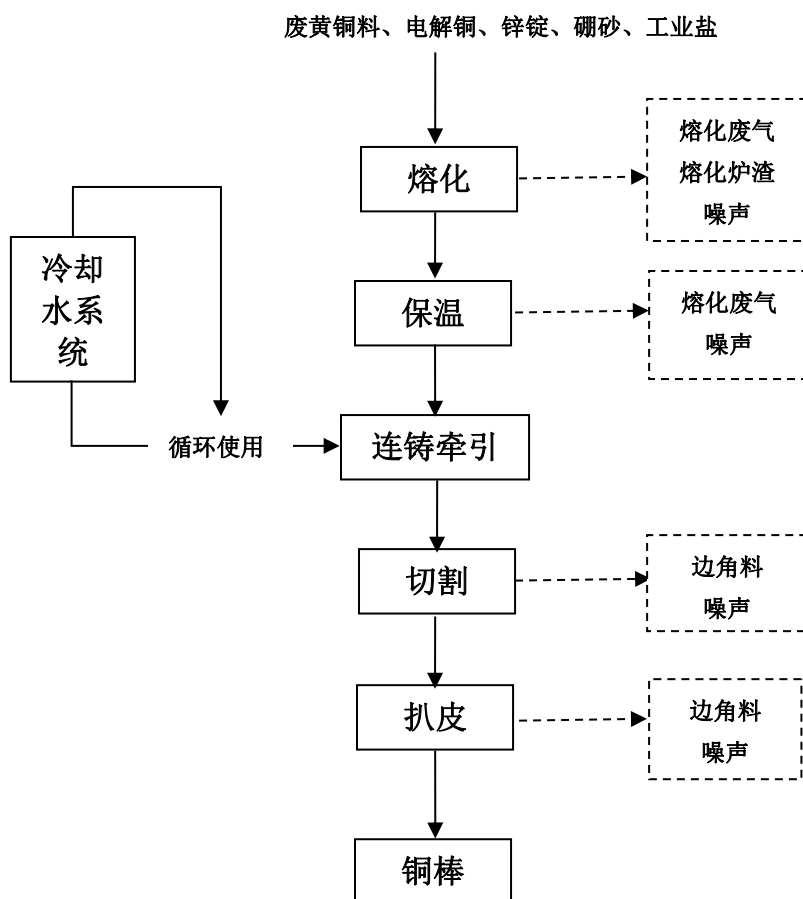 废黄铜料、电解铜、锌锭、硼砂、工业盐
熔化
熔化废气
熔化炉渣
噪声
冷却
水系
统
保温
熔化废气
噪声
循环使用
连铸牵引
切割
边角料
噪声
扒皮
边角料
噪声
铜棒